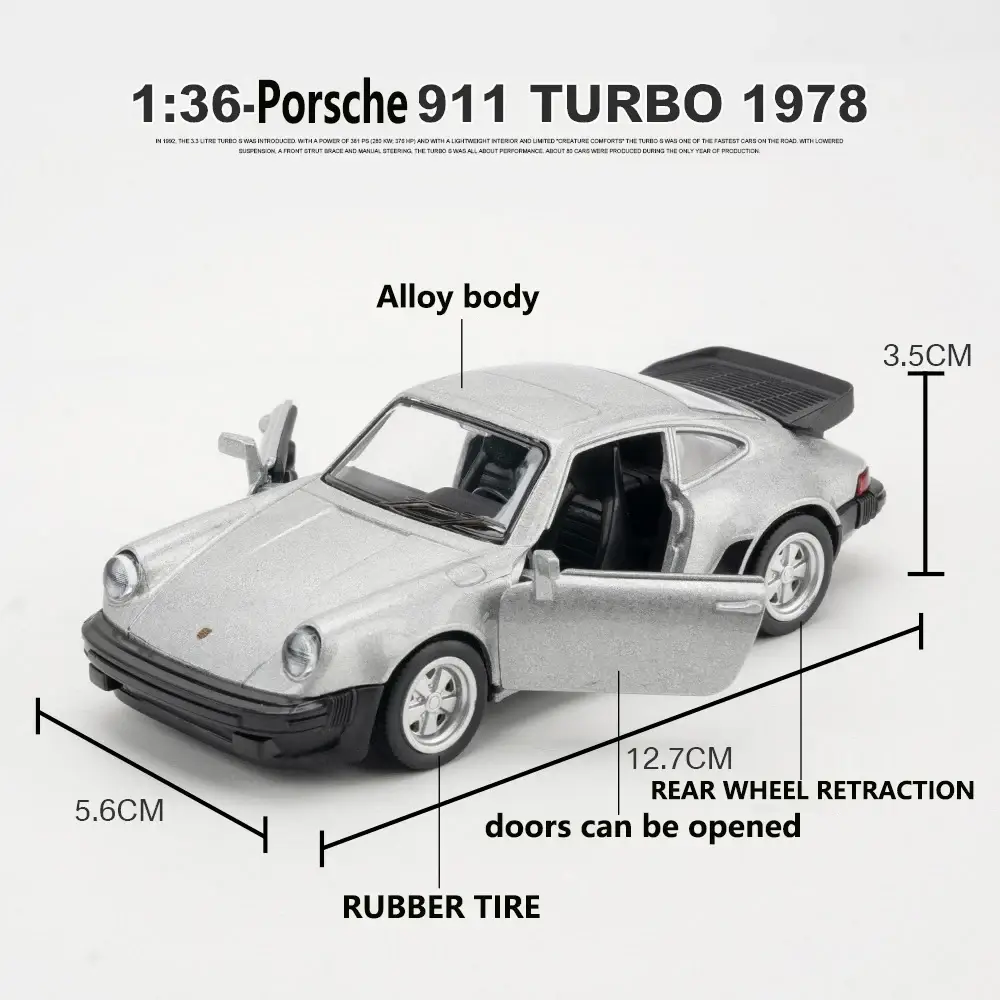 1:36-Porsche 911 TURBO 1978
IN 1992, THE 3.3 LITRE TURBO S WAS INTRODUCED. WITH A POWER OF 381 PS (280 KW; 376 HP) AND WITH A LIGHTWEIGHT INTERIOR AND LIMITED "CREATURE COMFORTS" THE TURBO S WAS ONE OF THE FASTEST CARS ON THE ROAD. WITH LOWERED
SUSPENSION, A FRONT STRUT BRACE AND MANUAL STEERING, THE TURBO S WAS ALL ABOUT PERFORMANCE. ABOUT 80 CARS WERE PRODUCED DURING THE ONLY YEAR OF PRODUCTION.
Alloy body
3.5CM
12.7CM
REAR WHEEL RETRACTION
5.6CM
doors can be opened
RUBBER TIRE